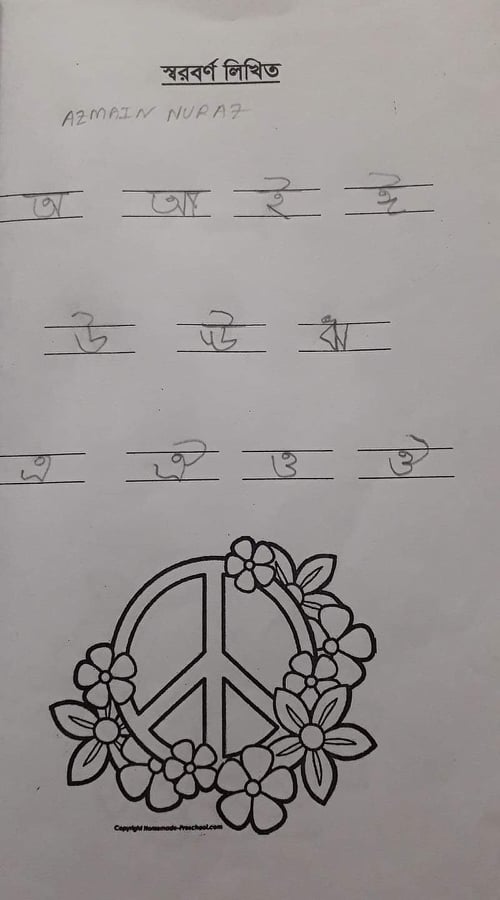 স্বরবর্ণ লিখিত
AZMAIN NURAZ
অ আ ই ঈ
উ ঊ ঋ
এ ঐ ও ঔ
Copyright Homemade-Preschool.com